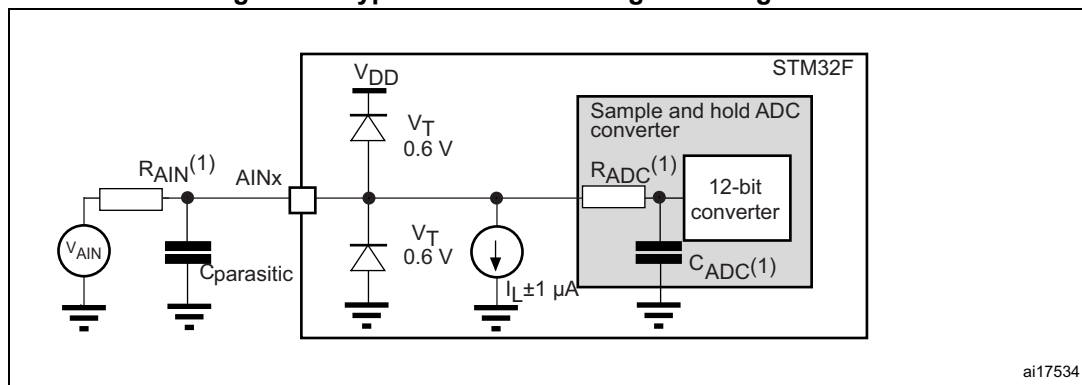 STM32F
VDD
Sample and hold ADC
converter
VT
0.6 V
RAIN(1)
AINx
RADC(1)
12-bit
converter
VAIN
Cparasitic
VT
0.6 V
IL±1 µA
CADC(1)
ai17534